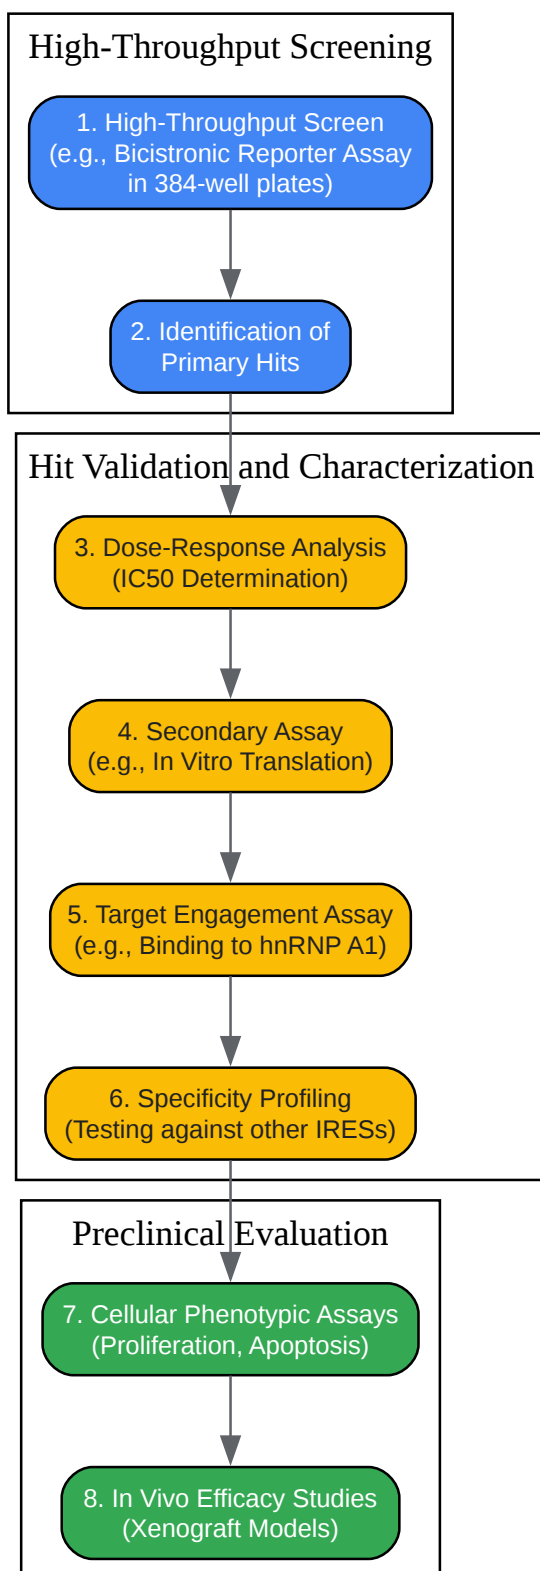 High-Throughput Screening
1. High-Throughput Screen
(e.g., Bicistronic Reporter Assay
in 384-well plates)
2. Identification of
Primary Hits
Hit Validation and Characterization
3. Dose-Response Analysis
(IC50 Determination)
4. Secondary Assay
(e.g., In Vitro Translation)
5. Target Engagement Assay
(e.g., Binding to hnRNP A1)
6. Specificity Profiling
(Testing against other IRESs)
Preclinical Evaluation
7. Cellular Phenotypic Assays
(Proliferation, Apoptosis)
8. In Vivo Efficacy Studies
(Xenograft Models)